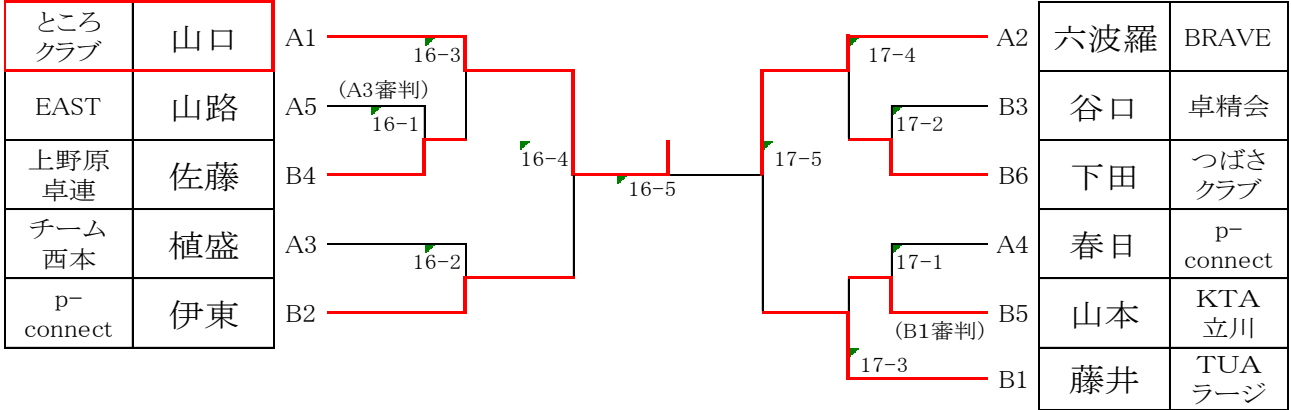 ところ
クラブ
山口
A1
16-3
EAST
山路
A5
(A3審判)
16-1
上野原
卓連
佐藤
B4
16-4
チーム
西本
植盛
A3
16-2
p-
connect
伊東
B2
16-5
17-4
A2
六波羅
BRAVE
17-2
B3
谷口
卓精会
17-5
B6
下田
つばさ
クラブ
17-1
A4
春日
p-
connect
(B1審判)
B5
山本
KTA
立川
17-3
B1
藤井
TUA
ラージ